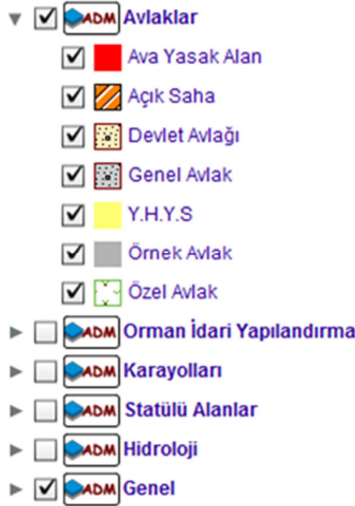 ADM Avlaklar
Ava Yasak Alan
Açık Saha
Devlet Avlağı
Genel Avlak
Y.H.Y.S
Örnek Avlak
Özel Avlak
ADM Orman İdari Yapılandırma
ADM Karayolları
ADM Statülü Alanlar
ADM Hidroloji
ADM Genel